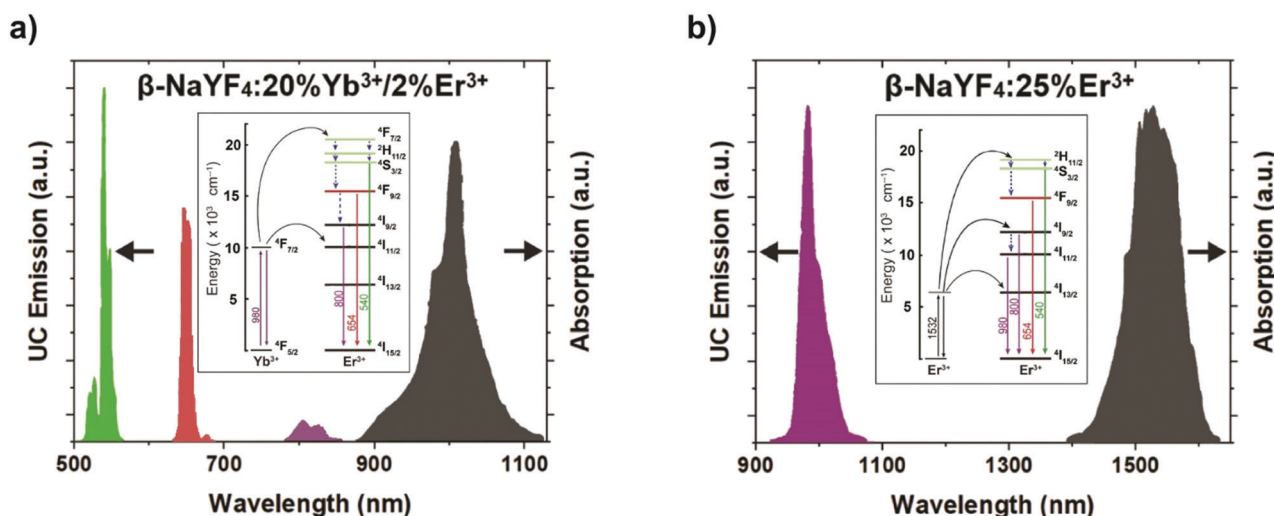 a)
β-NaYF₄:20%Yb³⁺/2%Er³⁺
UC Emission (a.u.)
Absorption (a.u.)
Energy ( x 10³ cm⁻¹)
20
15
10
5
⁴F₇/₂
²H₁₁/₂
⁴S₃/₂
⁴F₉/₂
⁴I₉/₂
⁴F₇/₂
⁴I₁₁/₂
⁴I₁₃/₂
980
800
654
540
⁴F₅/₂
⁴I₁₅/₂
Yb³⁺
Er³⁺
500
700
900
1100
Wavelength (nm)
b)
β-NaYF₄:25%Er³⁺
UC Emission (a.u.)
Absorption (a.u.)
Energy ( x 10³ cm⁻¹)
20
15
10
5
²H₁₁/₂
⁴S₃/₂
⁴F₉/₂
⁴I₉/₂
⁴I₁₁/₂
⁴I₁₃/₂
1532
980
800
654
540
⁴I₁₅/₂
Er³⁺
Er³⁺
900
1100
1300
1500
Wavelength (nm)